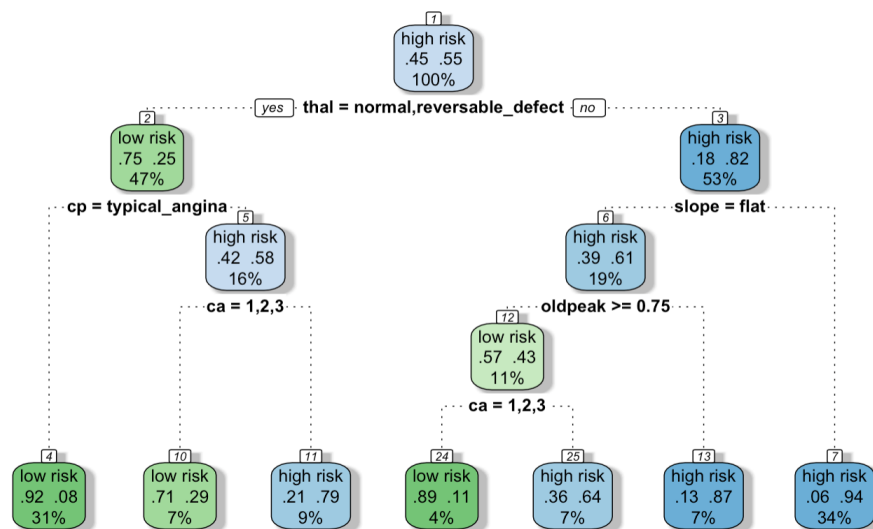 1
high risk
.45 .55
100%
yes thal = normal,reversable_defect no
2
low risk
.75 .25
47%
3
high risk
.18 .82
53%
cp = typical_angina
slope = flat
5
high risk
.42 .58
16%
6
high risk
.39 .61
19%
ca = 1,2,3
oldpeak >= 0.75
12
low risk
.57 .43
11%
ca = 1,2,3
4
low risk
.92 .08
31%
10
low risk
.71 .29
7%
11
high risk
.21 .79
9%
24
low risk
.89 .11
4%
25
high risk
.36 .64
7%
13
high risk
.13 .87
7%
7
high risk
.06 .94
34%